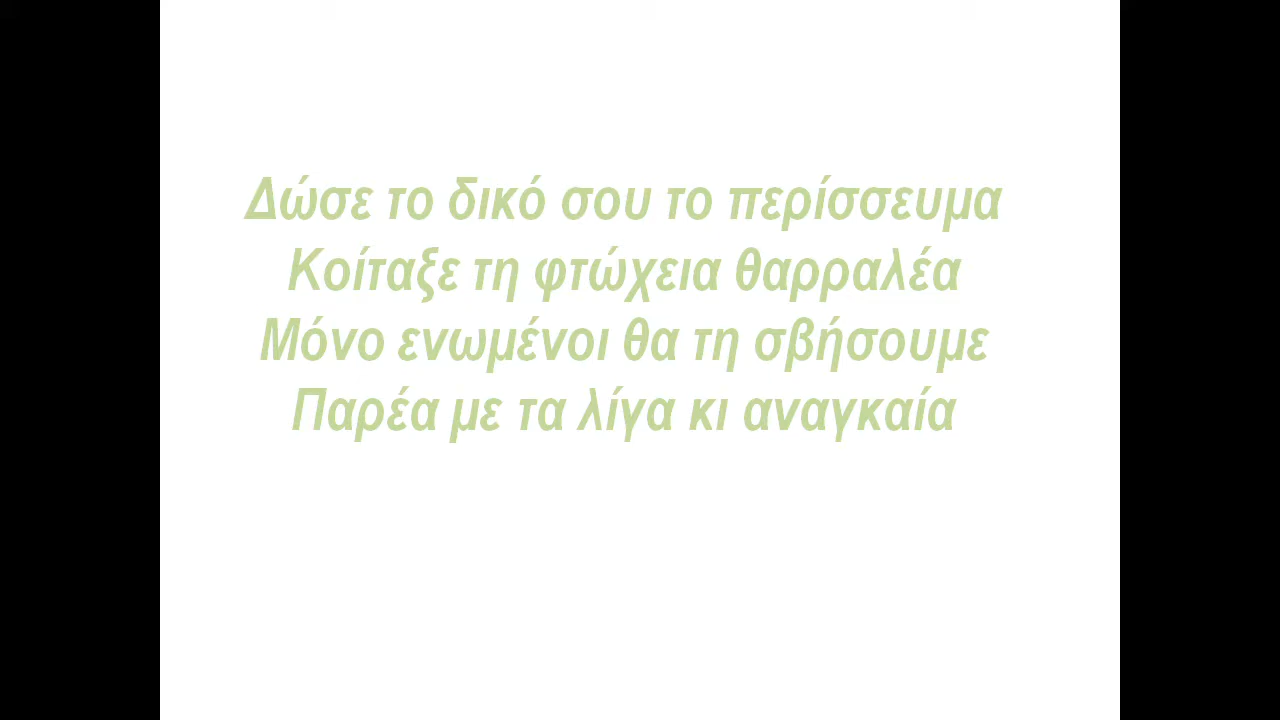 Δώσε το δικό σου το περίσσευμα
Κοίταξε τη φτώχεια θαρραλέα
Μόνο ενωμένοι θα τη σβήσουμε
Παρέα με τα λίγα κι αναγκαία